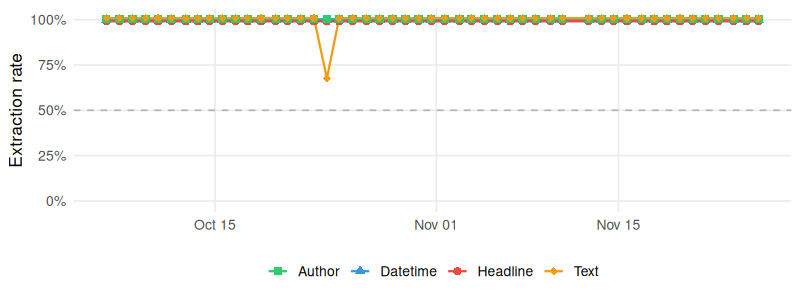 Extraction rate
100%
75%
50%
25%
0%
Oct 15 Nov 01 Nov 15
Author Datetime Headline Text